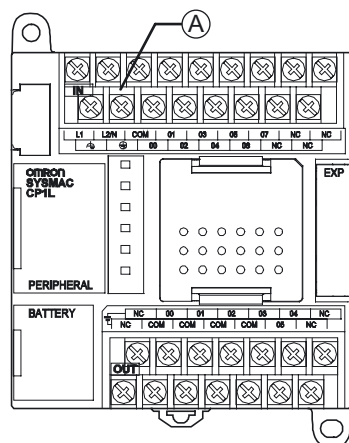 A
IN
L1 L2/N COM 01 03 05 07 NC NC
00 02 04 06 NC NC
OMRON
SYSMAC
CP1L
EXP
PERIPHERAL
BATTERY
NC 00 01 02 03 04 NC
NC COM COM COM COM 05 NC
OUT